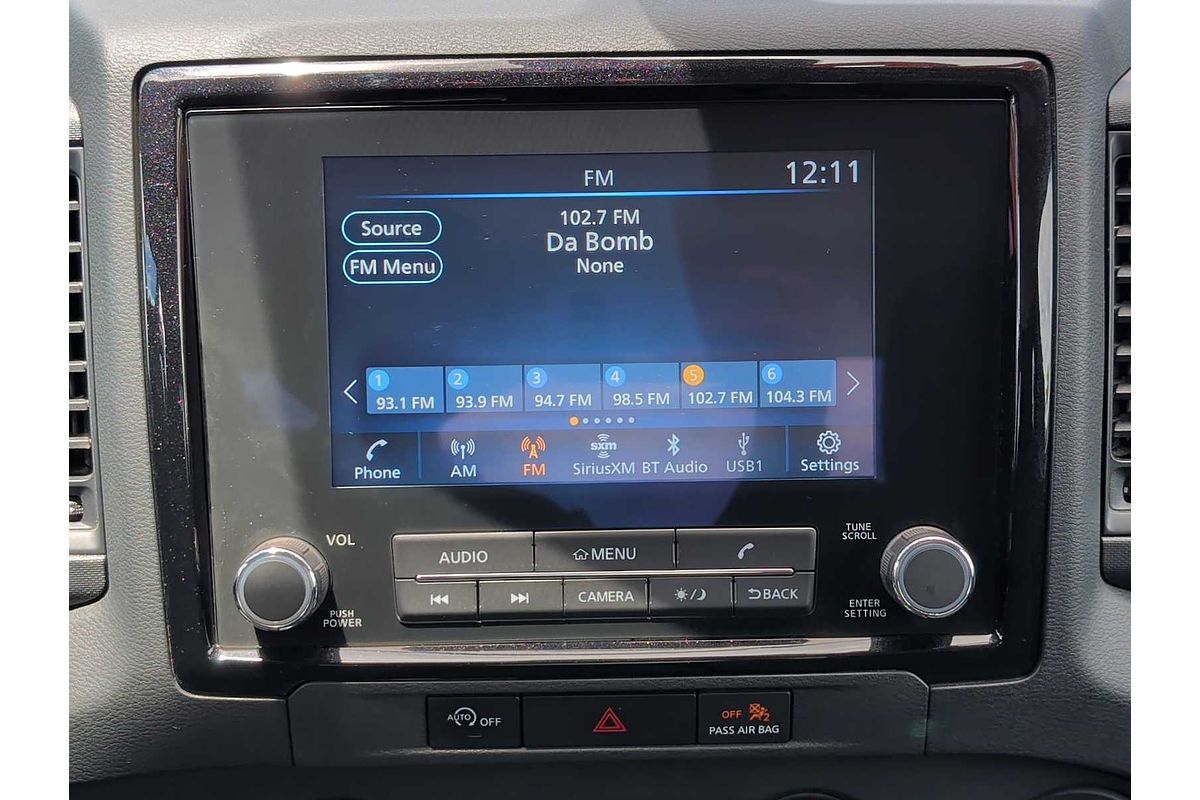 FM
12:11
Source
102.7 FM
Da Bomb
FM Menu
None
1 2 3 4 5 6
93.1 FM 93.9 FM 94.7 FM 98.5 FM 102.7 FM 104.3 FM
sxm
Phone AM FM SiriusXM BT Audio USB1 Settings
VOL
PUSH
POWER
AUDIO MENU
CAMERA BACK
TUNE
SCROLL
ENTER
SETTING
AUTO OFF
OFF 2
PASS AIR BAG